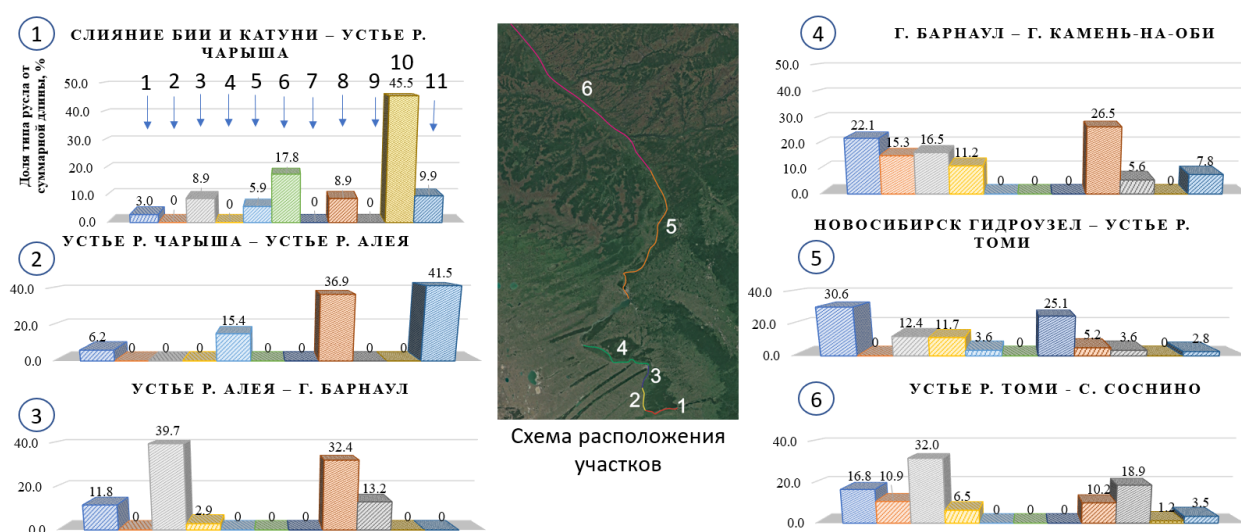 1
СЛИЯНИЕ БИИ И КАТУНИ – УСТЬЕ Р.
ЧАРЫША
Доля типа русла от
суммарной длины, %
50.0
40.0
30.0
20.0
10.0
0.0
1 2 3 4 5 6 7 8 9 10 11
3.0 0 8.9 0 5.9 17.8 0 8.9 0 45.5 9.9
2
УСТЬЕ Р. ЧАРЫША – УСТЬЕ Р. АЛЕЯ
40.0
20.0
0.0
6.2 0 0 0 15.4 0 0 36.9 0 0 41.5
3
УСТЬЕ Р. АЛЕЯ – Г. БАРНАУЛ
40.0
20.0
0.0
11.8 0 39.7 2.9 0 0 0 32.4 13.2 0 0
6
5
4
3
2
1
Схема расположения
участков
4
Г. БАРНАУЛ – Г. КАМЕНЬ-НА-ОБИ
50.0
40.0
30.0
20.0
10.0
0.0
22.1 15.3 16.5 11.2 0 0 0 26.5 5.6 0 7.8
НОВОСИБИРСК ГИДРОУЗЕЛ – УСТЬЕ Р.
ТОМИ
5
40.0
20.0
0.0
30.6 0 12.4 11.7 3.6 0 25.1 5.2 3.6 0 2.8
6
УСТЬЕ Р. ТОМИ - С. СОСНИНО
40.0
20.0
0.0
16.8 10.9 32.0 6.5 0 0 0 10.2 18.9 1.2 3.5